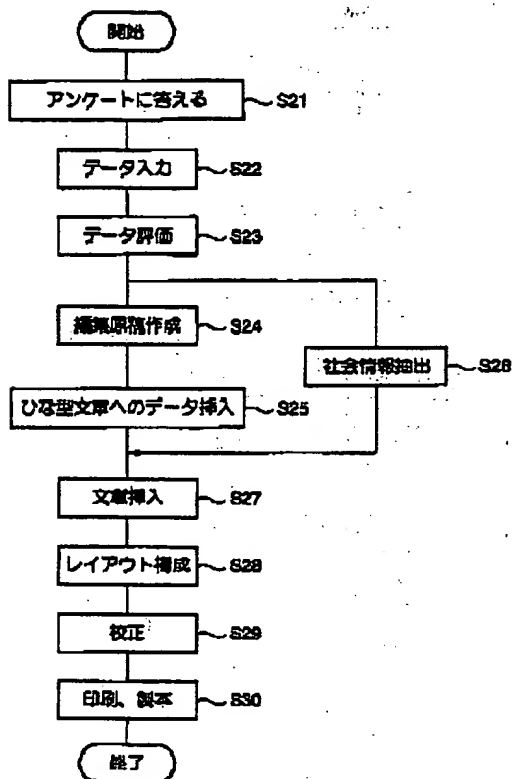 開始
アンケートに答える S21
データ入力 S22
データ評価 S23
編集原稿作成 S24
社会情報抽出 S26
ひな型文章へのデータ挿入 S25
文章挿入 S27
レイアウト構成 S28
校正 S29
印刷、製本 S30
終了